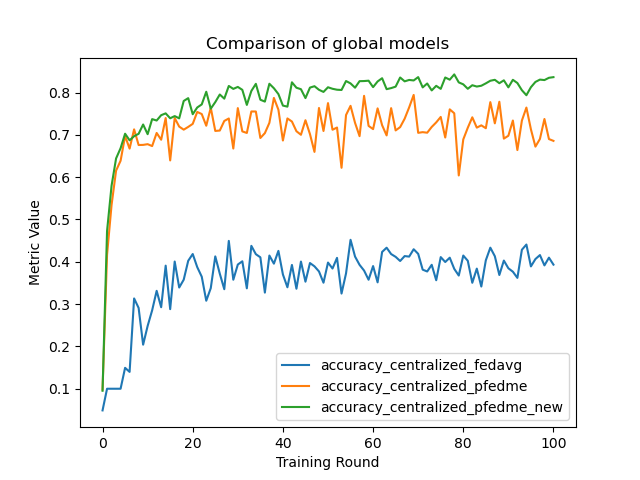 Comparison of global models
Metric Value
0.8
0.7
0.6
0.5
0.4
0.3
0.2
0.1
accuracy_centralized_fedavg
accuracy_centralized_pfedme
accuracy_centralized_pfedme_new
0 20 40 60 80 100
Training Round